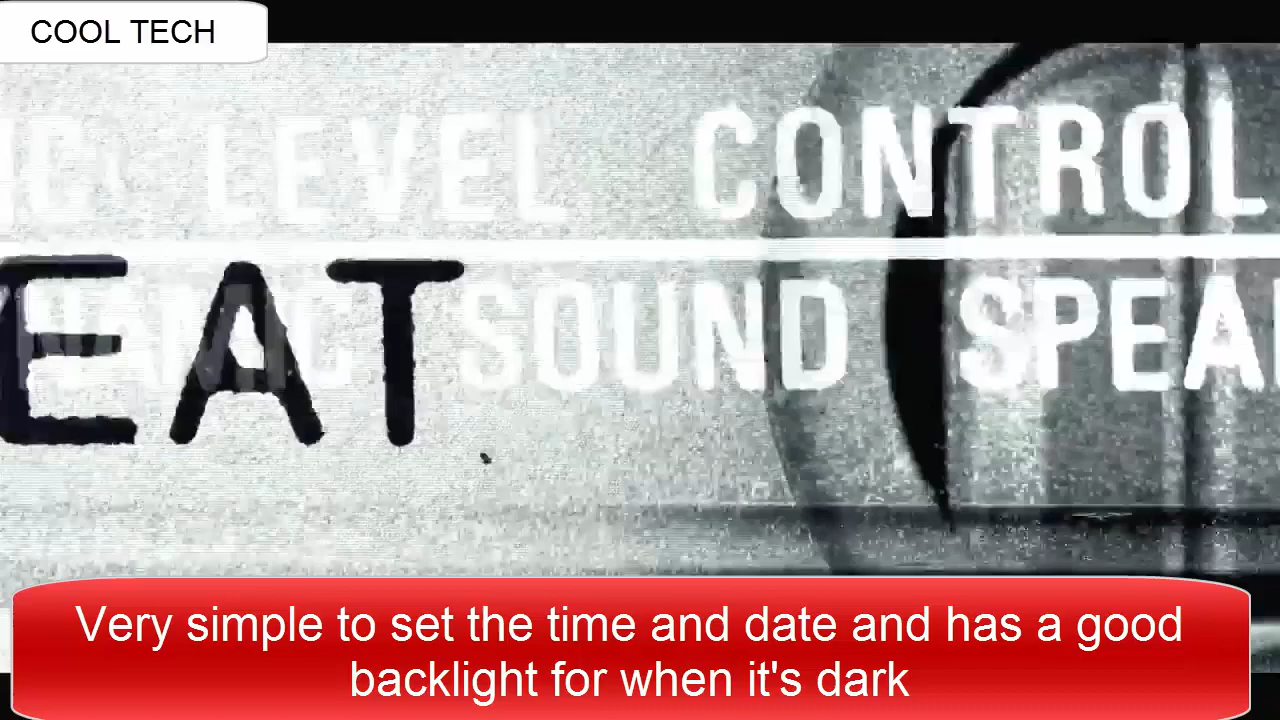 COOL TECH
LEVEL CONTROL
EAT SOUND SPEA
Very simple to set the time and date and has a good
backlight for when it's dark